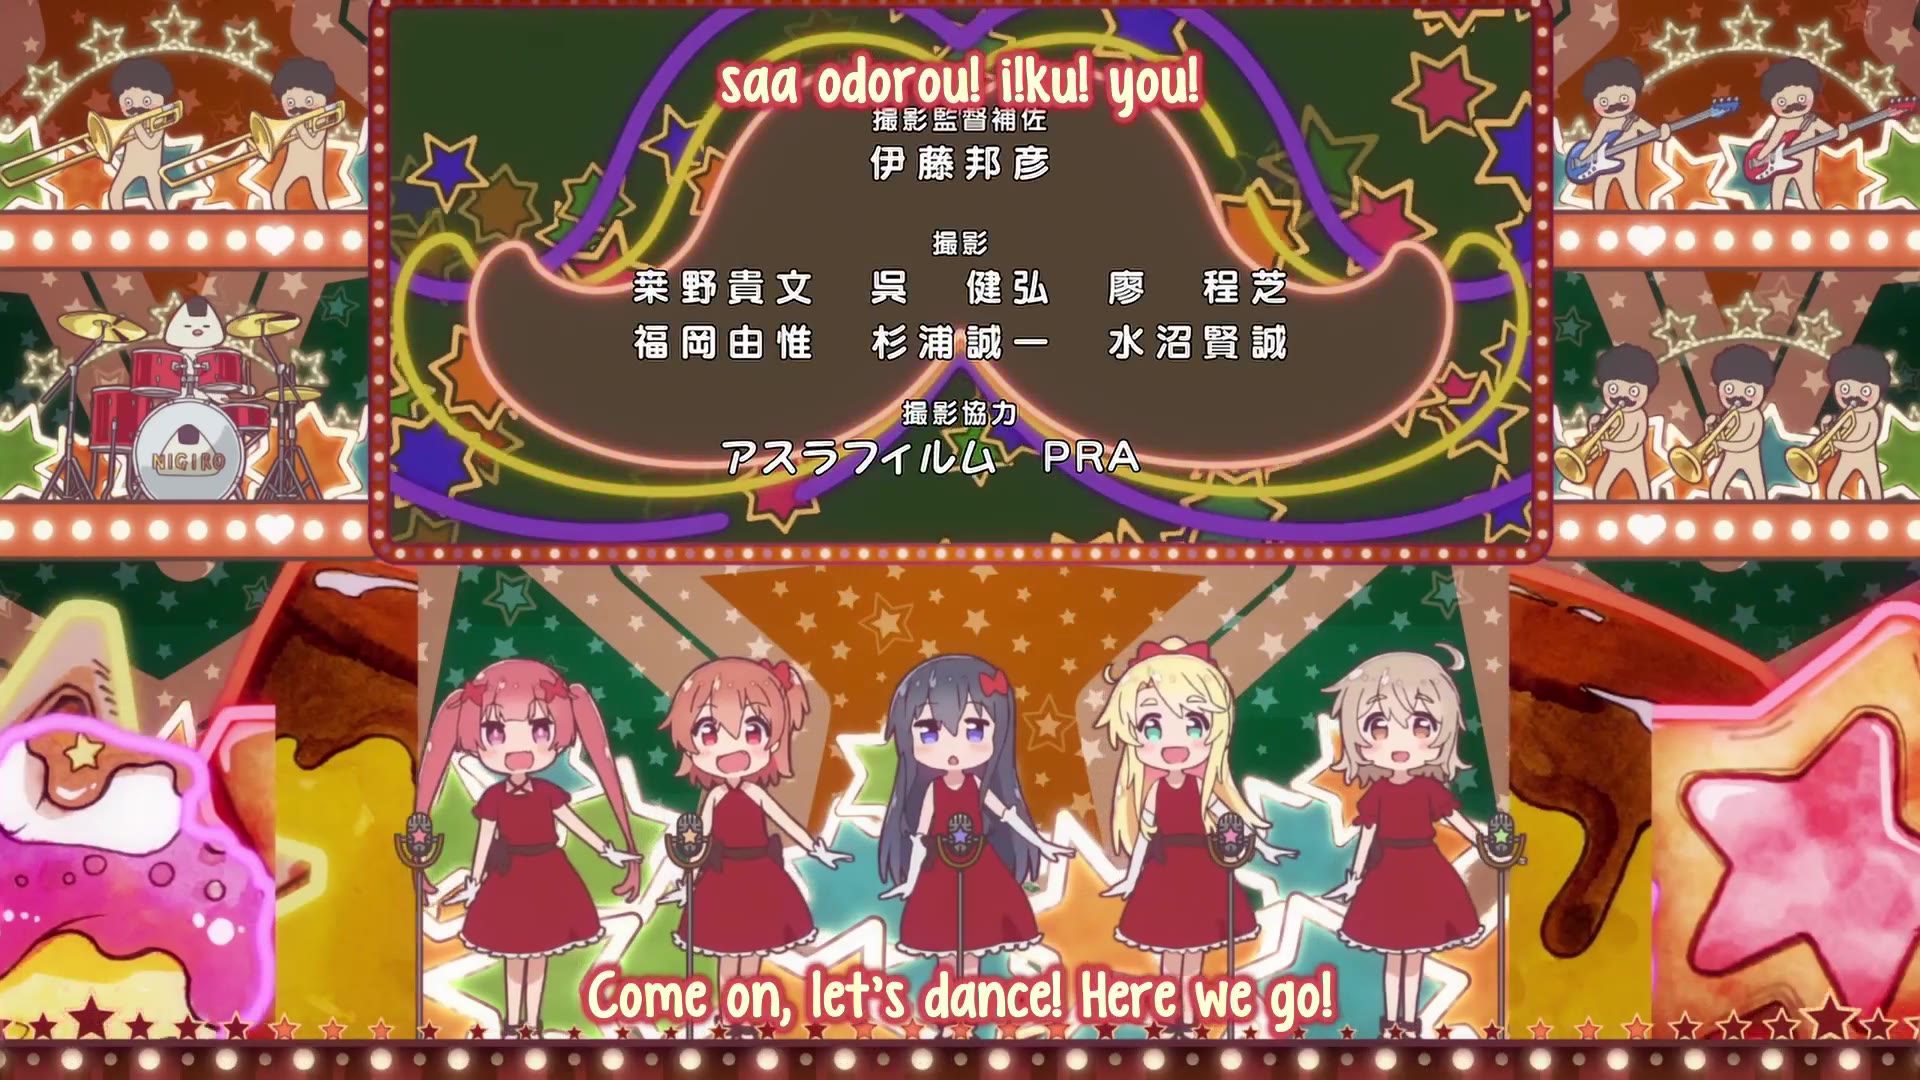 saa odorou! i!ku! you!
撮影監督補佐
伊藤邦彦
撮影
桒野貴文　呉　健弘　廖　程芝
福岡由惟　杉浦誠一　水沼賢誠
撮影協力
アスラフィルム　PRA
NIGIRO
Come on, let's dance! Here we go!